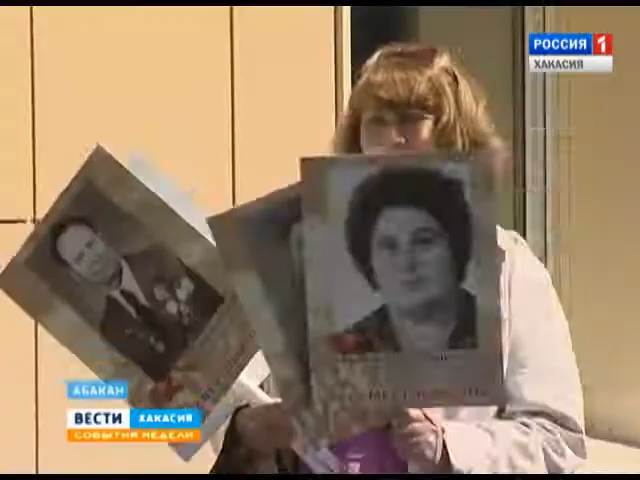 РОССИЯ 1
ХАКАСИЯ
АБАКАН
ВЕСТИ ХАКАСИЯ
СОБЫТИЯ НЕДЕЛИ